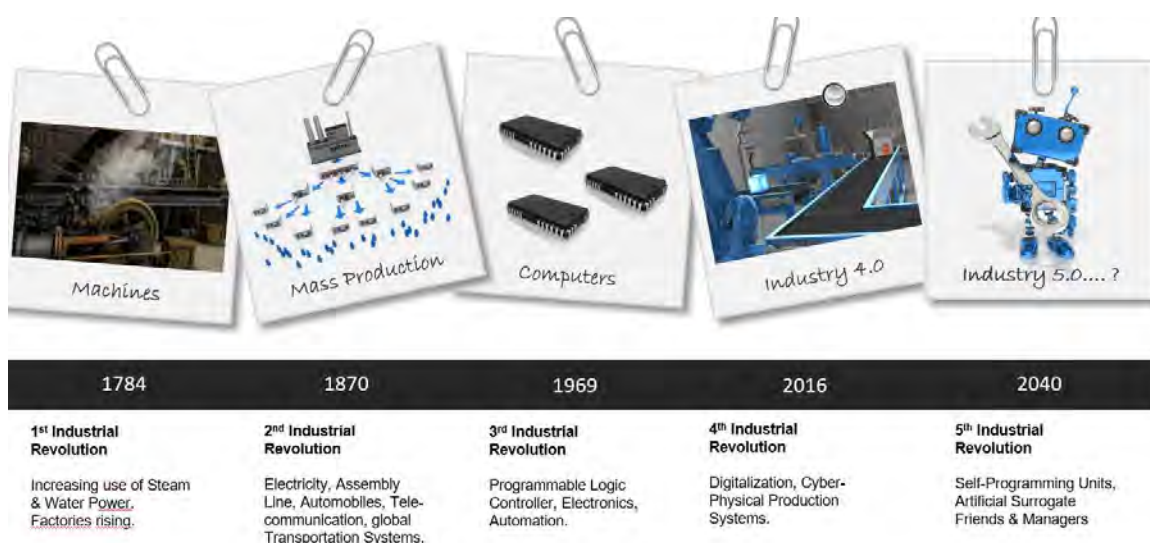 Machines
Mass Production
Computers
Industry 4.0
Industry 5.0.... ?
1784
1870
1969
2016
2040
1st Industrial
Revolution
Increasing use of Steam
& Water Power.
Factories rising.
2nd Industrial
Revolution
Electricity, Assembly
Line, Automobiles, Tele-
communication, global
Transportation Systems.
3rd Industrial
Revolution
Programmable Logic
Controller, Electronics,
Automation.
4th Industrial
Revolution
Digitalization, Cyber-
Physical Production
Systems.
5th Industrial
Revolution
Self-Programming Units,
Artificial Surrogate
Friends & Managers